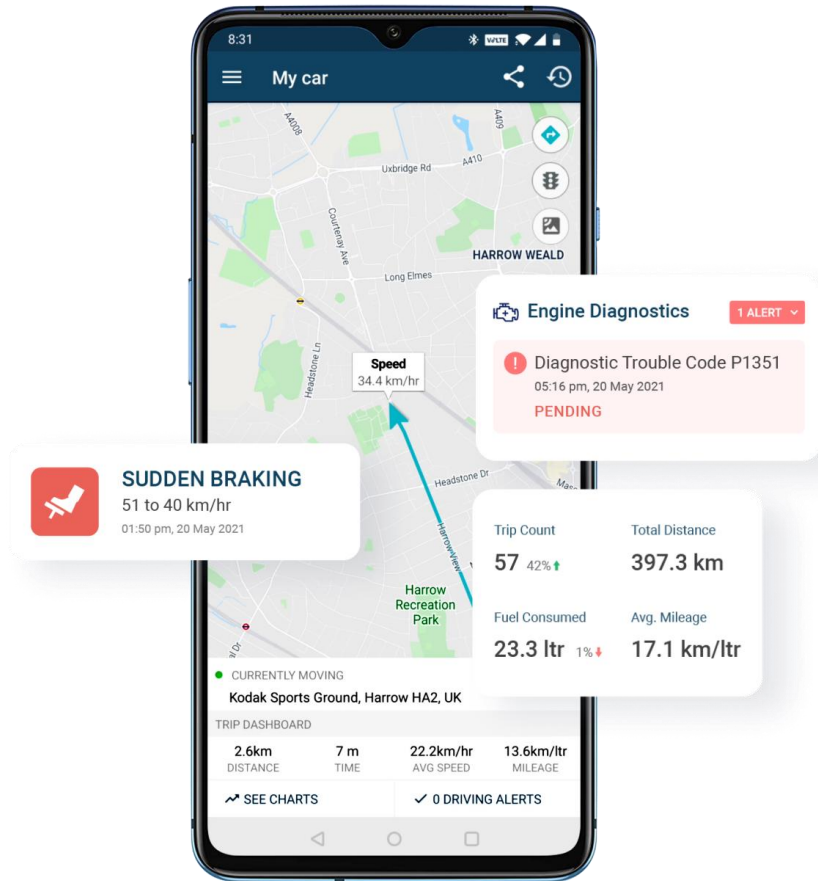 8:31
VoLTE
My car
A4008
A409
Uxbridge Rd
A410
Courtenay Ave
HARROW WEALD
Long Elmes
Headstone Ln
Speed
34.4 km/hr
Engine Diagnostics
1 ALERT
Diagnostic Trouble Code P1351
05:16 pm, 20 May 2021
PENDING
SUDDEN BRAKING
51 to 40 km/hr
01:50 pm, 20 May 2021
Headstone Dr
Harrow View
Harrow
Recreation
Park
Trip Count
Total Distance
57 42%
397.3 km
Fuel Consumed
Avg. Mileage
23.3 ltr 1%
17.1 km/ltr
CURRENTLY MOVING
Kodak Sports Ground, Harrow HA2, UK
TRIP DASHBOARD
2.6km
7 m
22.2km/hr
13.6km/ltr
DISTANCE
TIME
AVG SPEED
MILEAGE
SEE CHARTS
0 DRIVING ALERTS